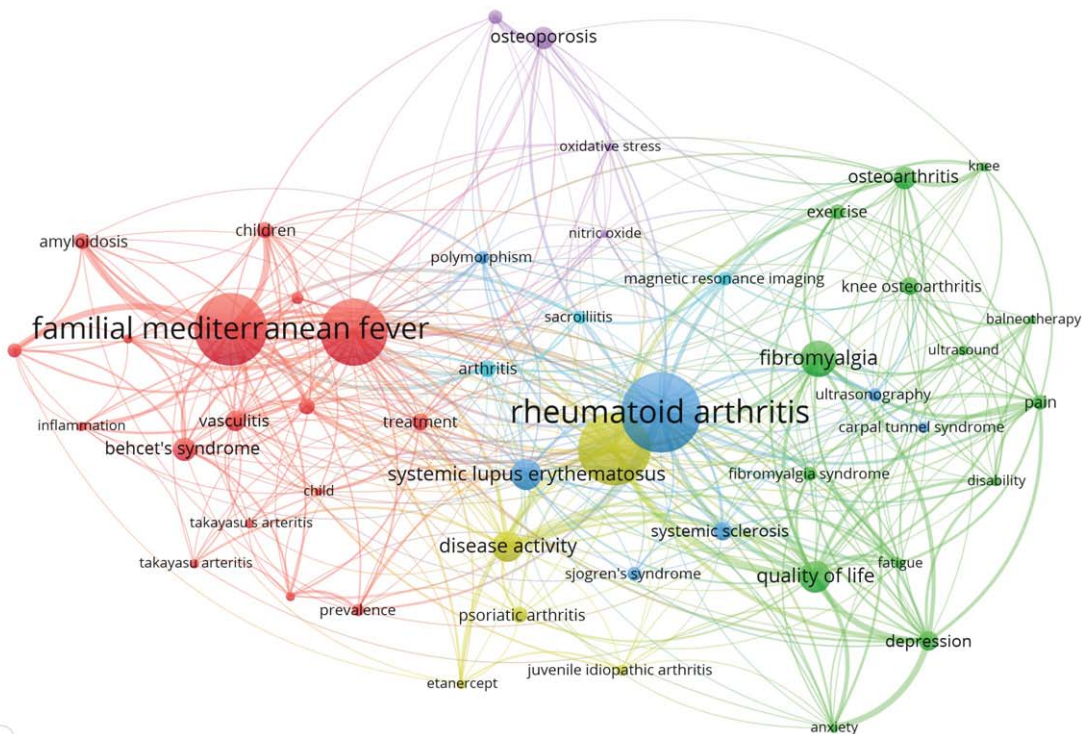 osteoporosis
oxidative stress
knee
osteoarthritis
exercise
children
nitric oxide
amyloidosis
polymorphism
magnetic resonance imaging
knee osteoarthritis
sacroiliitis
balneotherapy
familial mediterranean fever
ultrasound
fibromyalgia
arthritis
ultrasonography
pain
rheumatoid arthritis
vasculitis
treatment
inflammation
carpal tunnel syndrome
behcet's syndrome
systemic lupus erythematosus
fibromyalgia syndrome
disability
child
takayasu's arteritis
systemic sclerosis
disease activity
takayasu arteritis
fatigue
sjogren's syndrome
quality of life
prevalence
psoriatic arthritis
depression
juvenile idiopathic arthritis
etanercept
anxiety